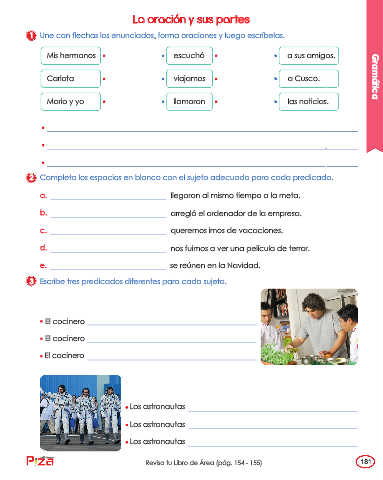 La oración y sus partes
1 Une con flechas los enunciados, forma oraciones y luego escríbelas.
Mis hermanos • • escuchó • • a sus amigos.
Carlota • • viajamos • • a Cusco.
Mario y yo • • llamaron • • las noticias.
Gramática
•
•
•
2 Completa los espacios en blanco con el sujeto adecuado para cada predicado.
a. llegaron al mismo tiempo a la meta.
b. arregló el ordenador de la empresa.
c. queremos irnos de vacaciones.
d. nos fuimos a ver una película de terror.
e. se reúnen en la Navidad.
3 Escribe tres predicados diferentes para cada sujeto.
• El cocinero
• El cocinero
• El cocinero
• Los astronautas
• Los astronautas
• Los astronautas
Revisa tu Libro de Área (pág. 154 - 155)
181